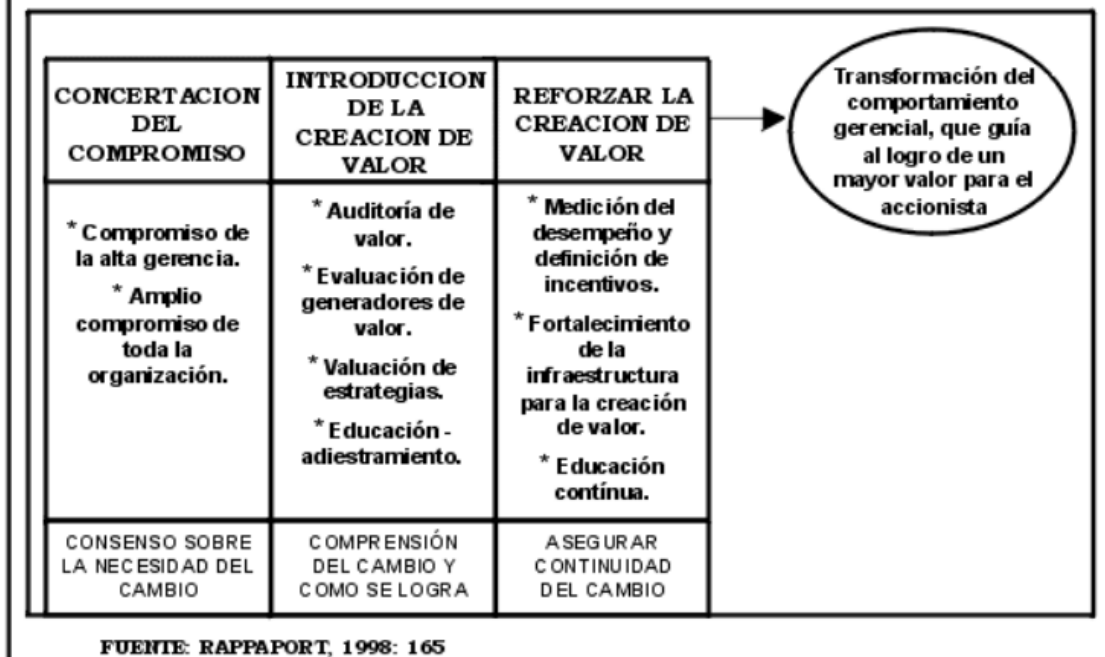 CONCERTACION
DEL
COMPROMISO
INTRODUCCION
DE LA
CREACION DE
VALOR
REFORZAR LA
CREACION DE
VALOR
Transformación del
comportamiento
gerencial, que guía
al logro de un
mayor valor para el
accionista
* Compromiso de
la alta gerencia.
* Amplio
compromiso de
toda la
organización.
* Auditoría de
valor.
* Evaluación de
generadores de
valor.
* Valuación de
estrategias.
* Educación -
adiestramiento.
* Medición del
desempeño y
definición de
incentivos.
* Fortalecimiento
de la
infraestructura
para la creación
de valor.
* Educación
contínua.
CONSENSO SOBRE
LA NECESIDAD DEL
CAMBIO
COMPRENSIÓN
DEL CAMBIO Y
COMO SE LOGRA
ASEGURAR
CONTINUIDAD
DEL CAMBIO
FUENTE: RAPPAPORT, 1998: 165